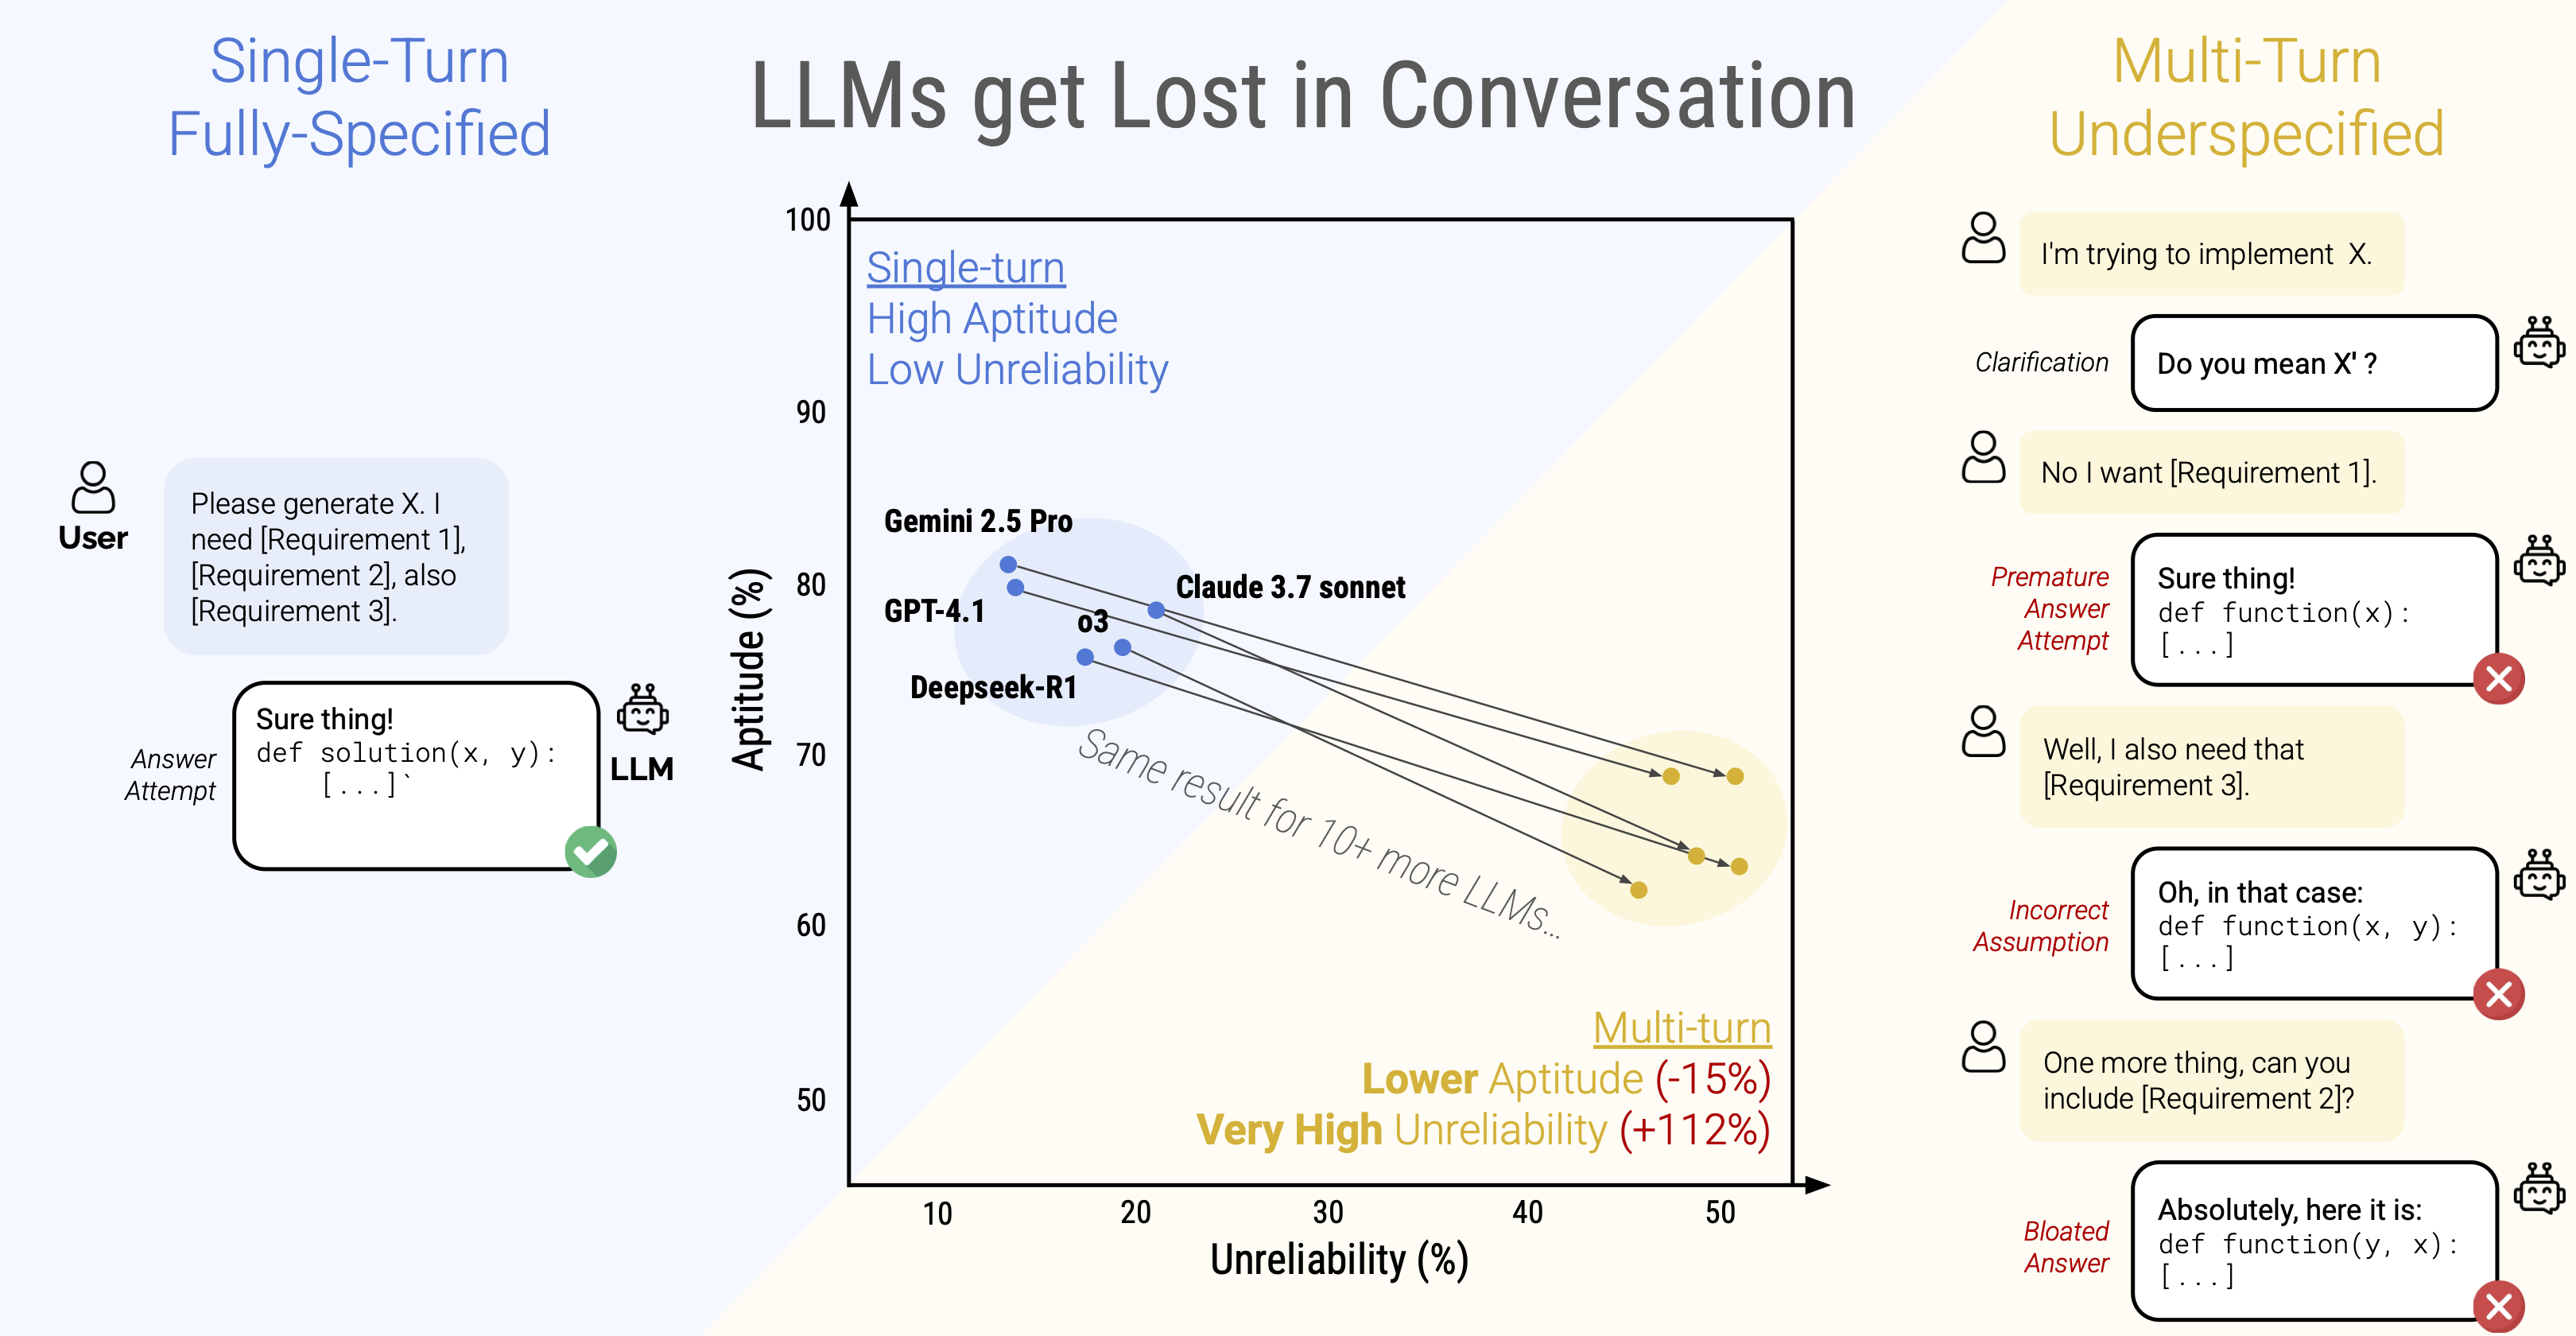 Single-Turn
Fully-Specified
LLMs get Lost in Conversation
Multi-Turn
Underspecified
User
Please generate X. I
need [Requirement 1],
[Requirement 2], also
[Requirement 3].
Answer
Attempt
Sure thing!
def solution(x, y):
[...]`
LLM
100
90
80
70
60
50
Aptitude (%)
Single-turn
High Aptitude
Low Unreliability
Gemini 2.5 Pro
Claude 3.7 sonnet
GPT-4.1
o3
Deepseek-R1
Same result for 10+ more LLMs...
Multi-turn
Lower Aptitude (-15%)
Very High Unreliability (+112%)
10
20
30
40
50
Unreliability (%)
I'm trying to implement  X.
Clarification
Do you mean X' ?
No I want [Requirement 1].
Premature
Answer
Attempt
Sure thing!
def function(x):
[...]
Well, I also need that
[Requirement 3].
Incorrect
Assumption
Oh, in that case:
def function(x, y):
[...]
One more thing, can you
include [Requirement 2]?
Bloated
Answer
Absolutely, here it is:
def function(y, x):
[...]